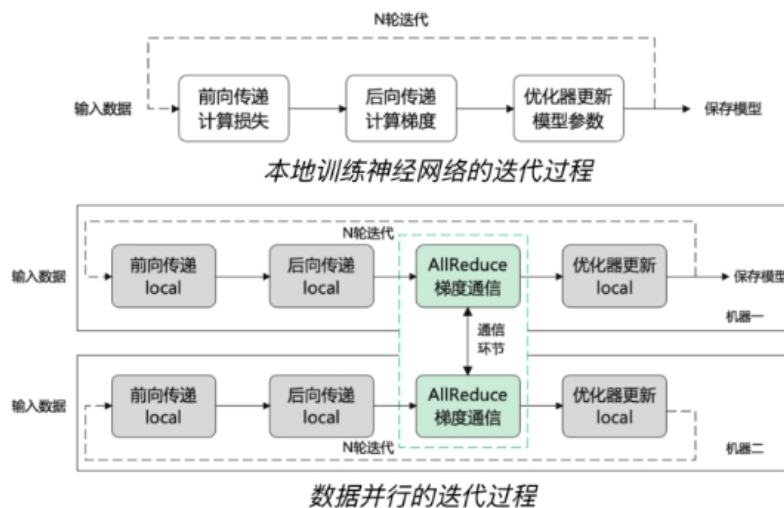 N轮迭代
输入数据
前向传递
计算损失
后向传递
计算梯度
优化器更新
模型参数
保存模型
本地训练神经网络的迭代过程
N轮迭代
输入数据
前向传递
local
后向传递
local
AllReduce
梯度通信
优化器更新
local
保存模型
机器一
通信
环节
输入数据
前向传递
local
后向传递
local
AllReduce
梯度通信
优化器更新
local
N轮迭代
机器二
数据并行的迭代过程